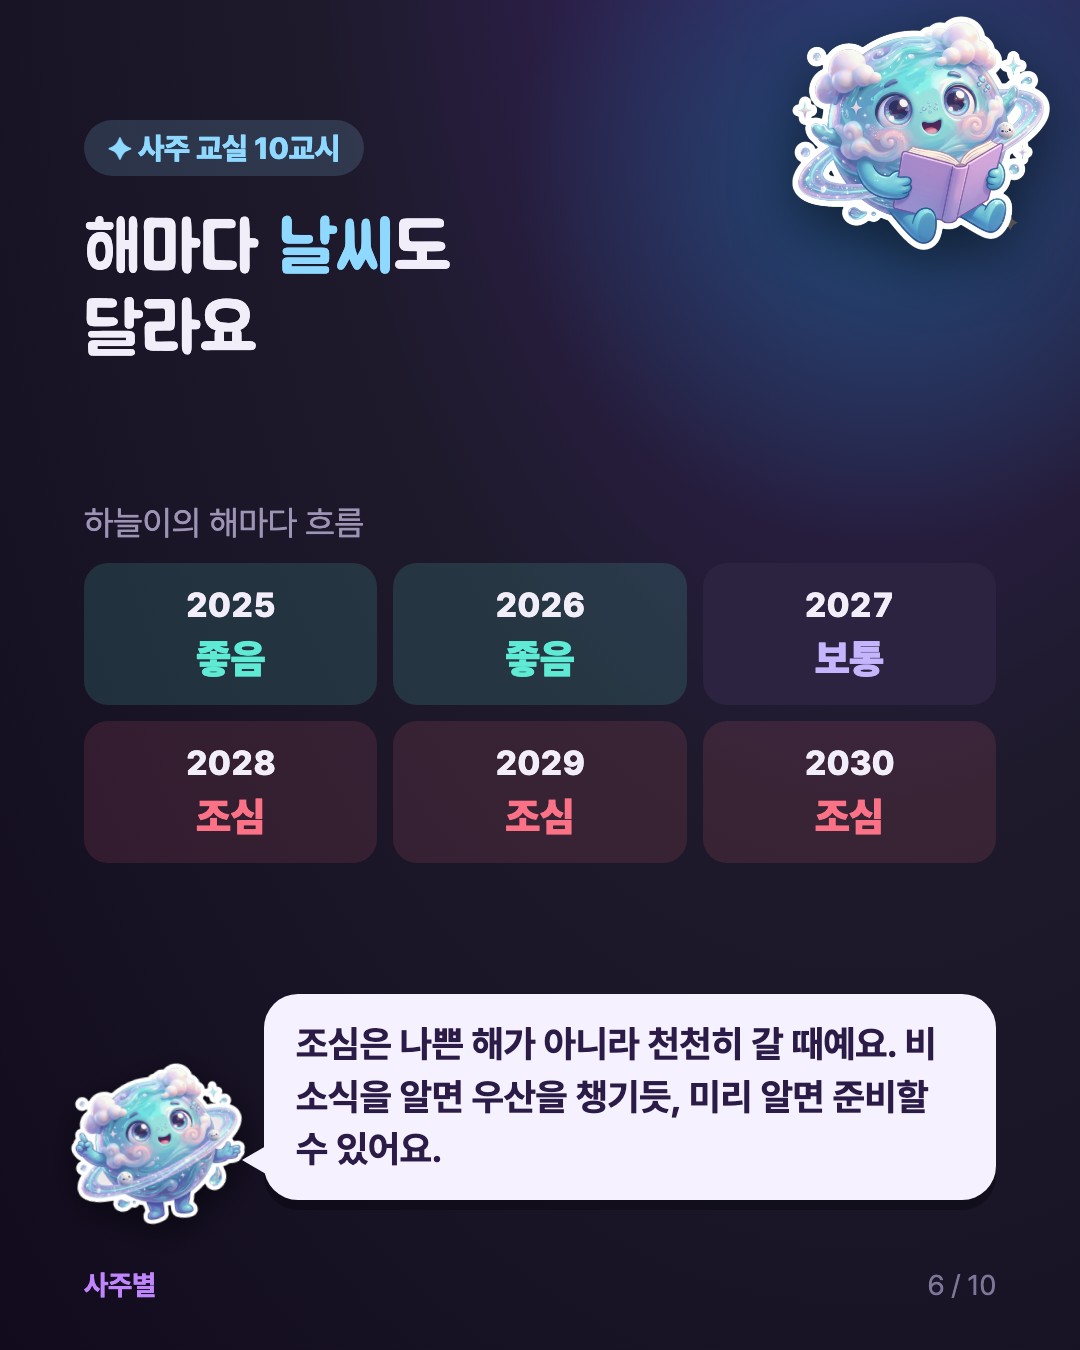 사주 교실 10교시
해마다 날씨도
달라요
하늘이의 해마다 흐름
2025
좋음
2026
좋음
2027
보통
2028
조심
2029
조심
2030
조심
조심은 나쁜 해가 아니라 천천히 갈 때예요. 비
소식을 알면 우산을 챙기듯, 미리 알면 준비할
수 있어요.
사주별
6 / 10